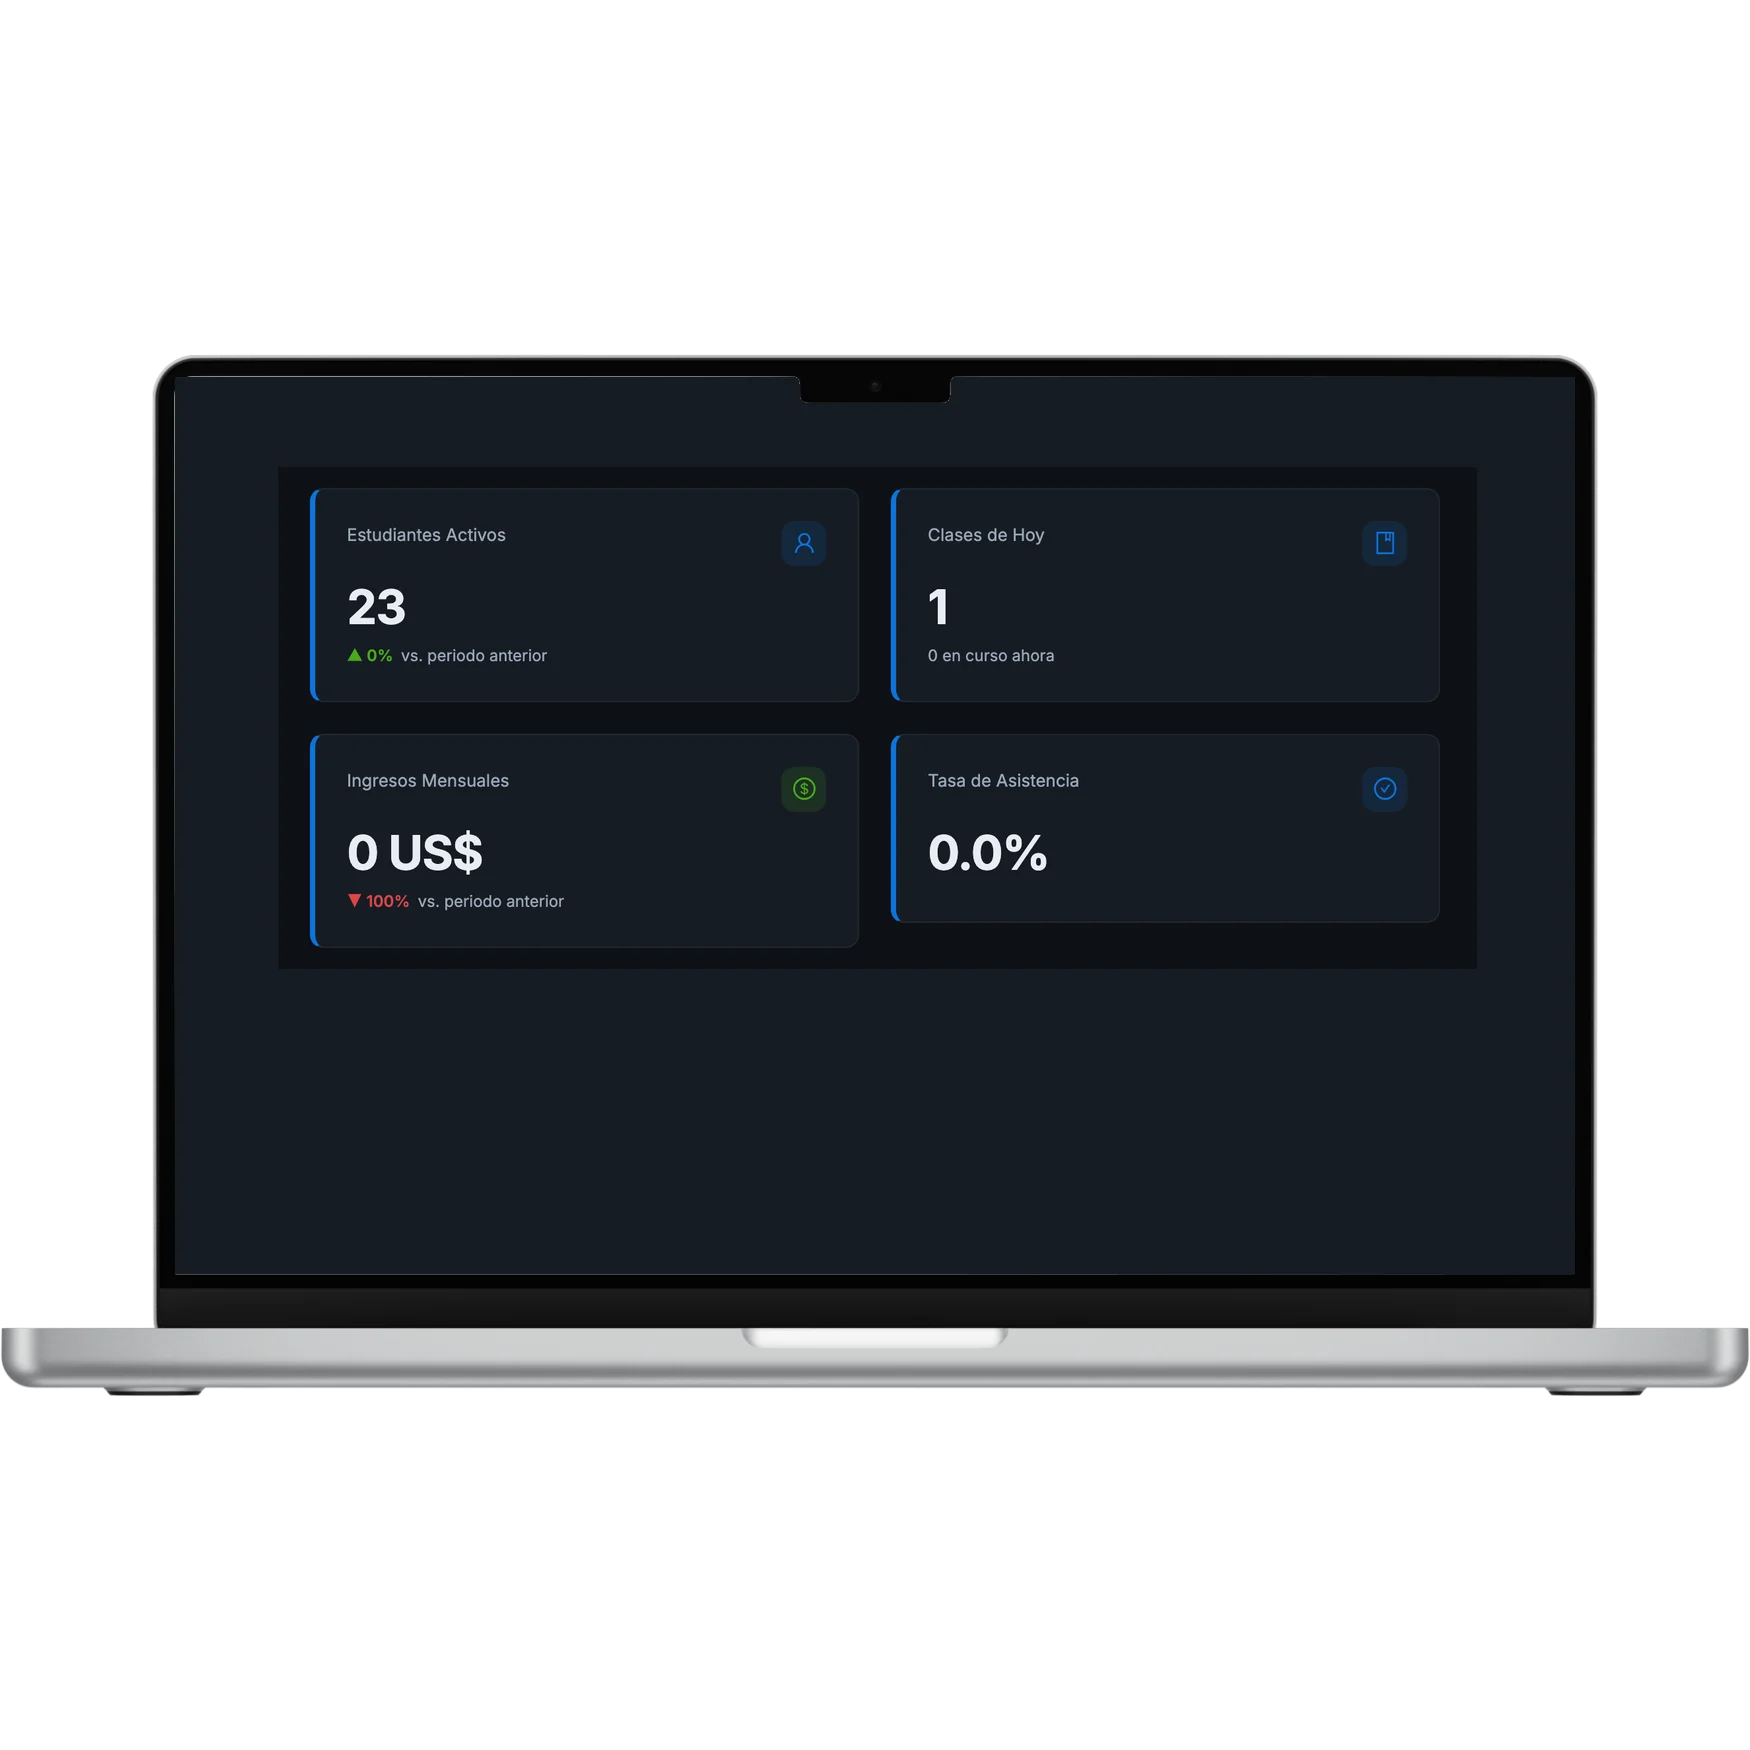 Estudiantes Activos
23
▲ 0% vs. periodo anterior
Clases de Hoy
1
0 en curso ahora
Ingresos Mensuales
0 US$
▼ 100% vs. periodo anterior
Tasa de Asistencia
0.0%